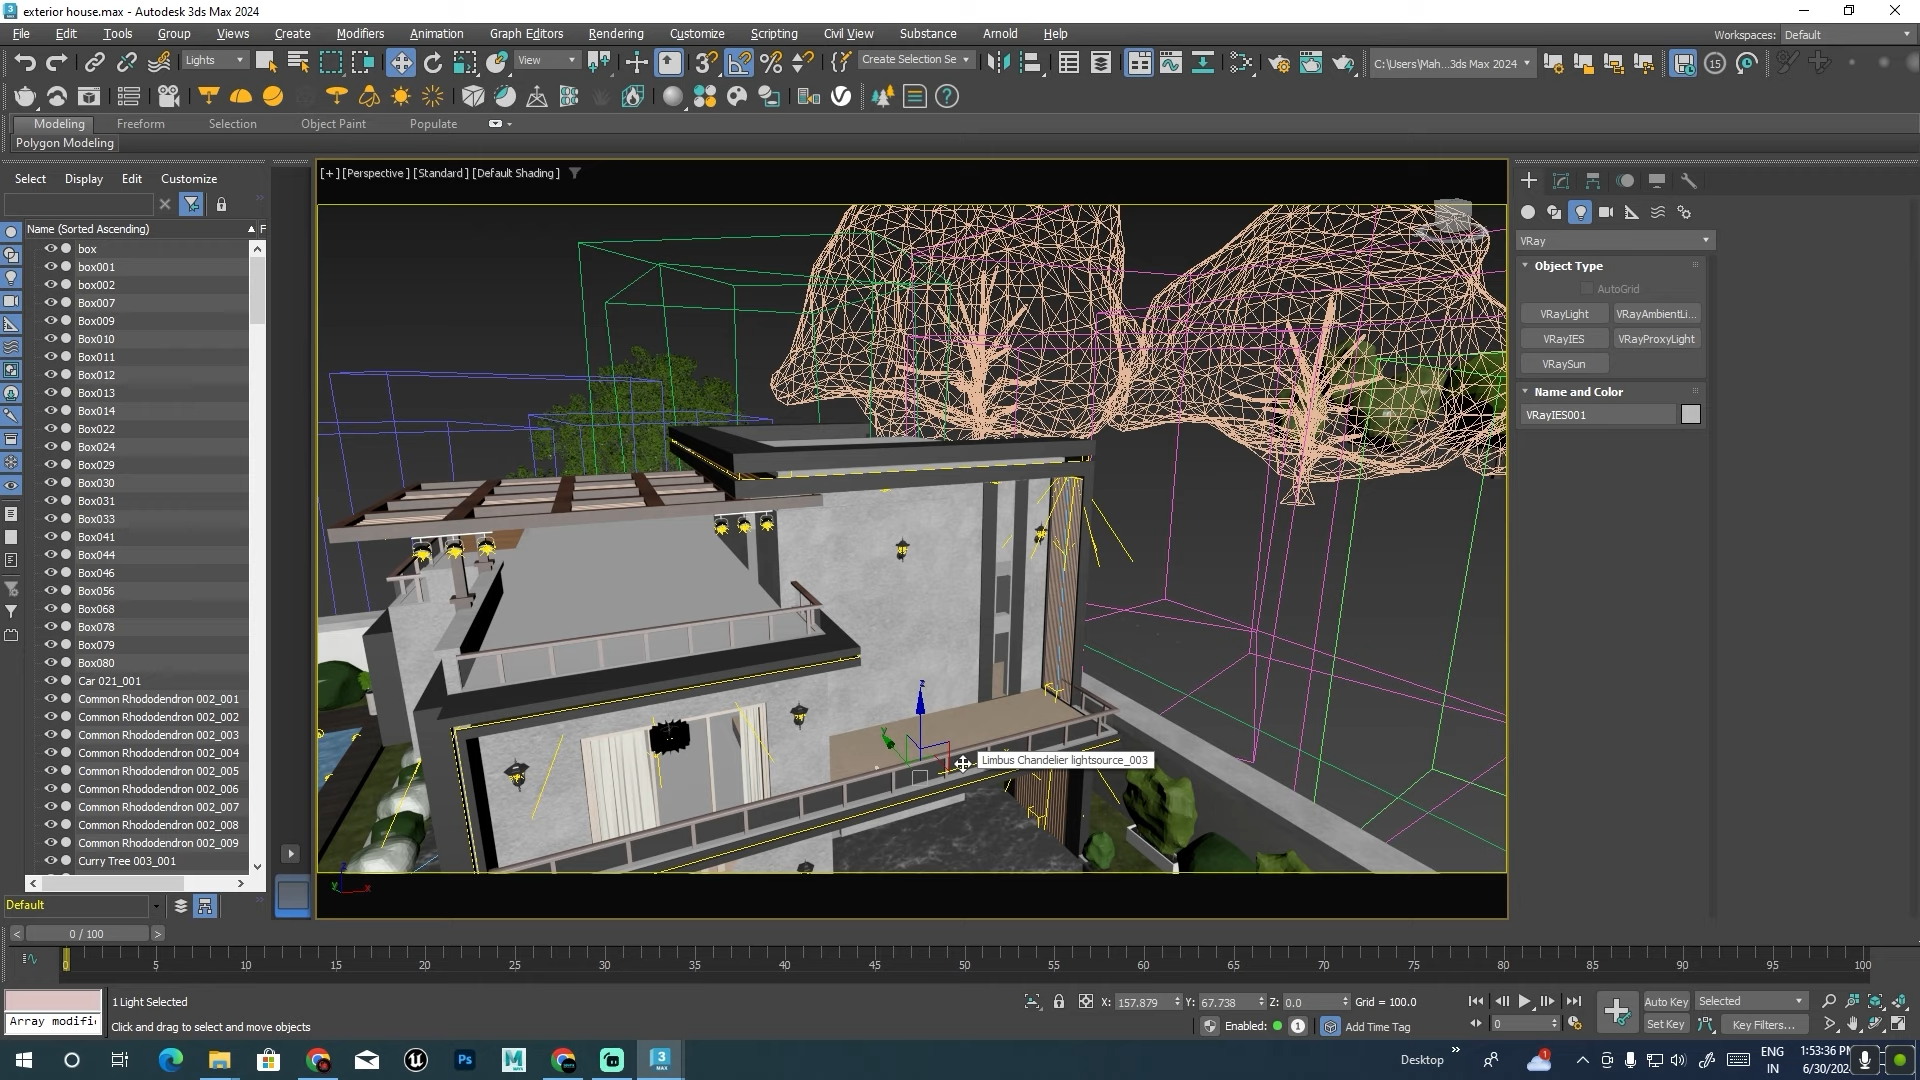 exterior house.max - Autodesk 3ds Max 2024
File Edit Tools Group Views Create Modifiers Animation Graph Editors Rendering Customize Scripting Civil View Substance Arnold Help
Workspaces: Default
Lights
View
Create Selection Se
C:\Users\Mah...3ds Max 2024
15
Modeling Freeform Selection Object Paint Populate
Polygon Modeling
Select Display Edit Customize
[+] [Perspective ] [Standard ] [Default Shading ]
Name (Sorted Ascending)
F
box
box001
box002
Box007
Box009
Box010
Box011
Box012
Box013
Box014
Box022
Box024
Box029
Box030
Box031
Box033
Box041
Box044
Box046
Box056
Box068
Box078
Box079
Box080
Car 021_001
Common Rhododendron 002_001
Common Rhododendron 002_002
Common Rhododendron 002_003
Common Rhododendron 002_004
Common Rhododendron 002_005
Common Rhododendron 002_006
Common Rhododendron 002_007
Common Rhododendron 002_008
Common Rhododendron 002_009
Curry Tree 003_001
z
y
Limbus Chandelier lightsource_003
y x
VRay
Object Type
AutoGrid
VRayLight VRayAmbientLi...
VRayIES VRayProxyLight
VRaySun
Name and Color
VRayIES001
Default
< 0 / 100 >
0 5 10 15 20 25 30 35 40 45 50 55 60 65 70 75 80 85 90 95 100
1 Light Selected
X: 157.879 Y: 67.738 Z: 0.0 Grid = 100.0
Auto Key Selected
Array modifi
Click and drag to select and move objects
Enabled: 1 Add Time Tag
0
Set Key Key Filters...
Ps
3
MAX
Desktop
1
ENG
IN
1:53:36